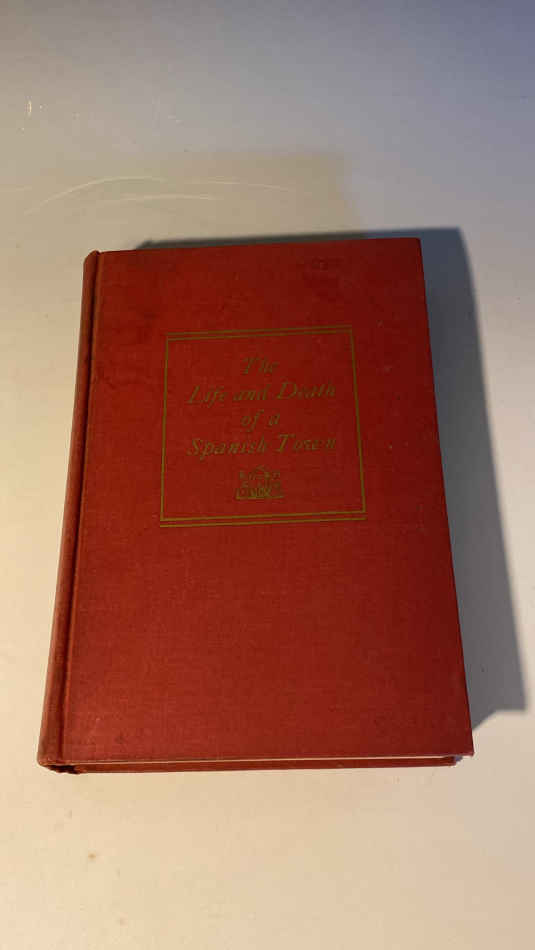 The
Life and Death
of a
Spanish Town